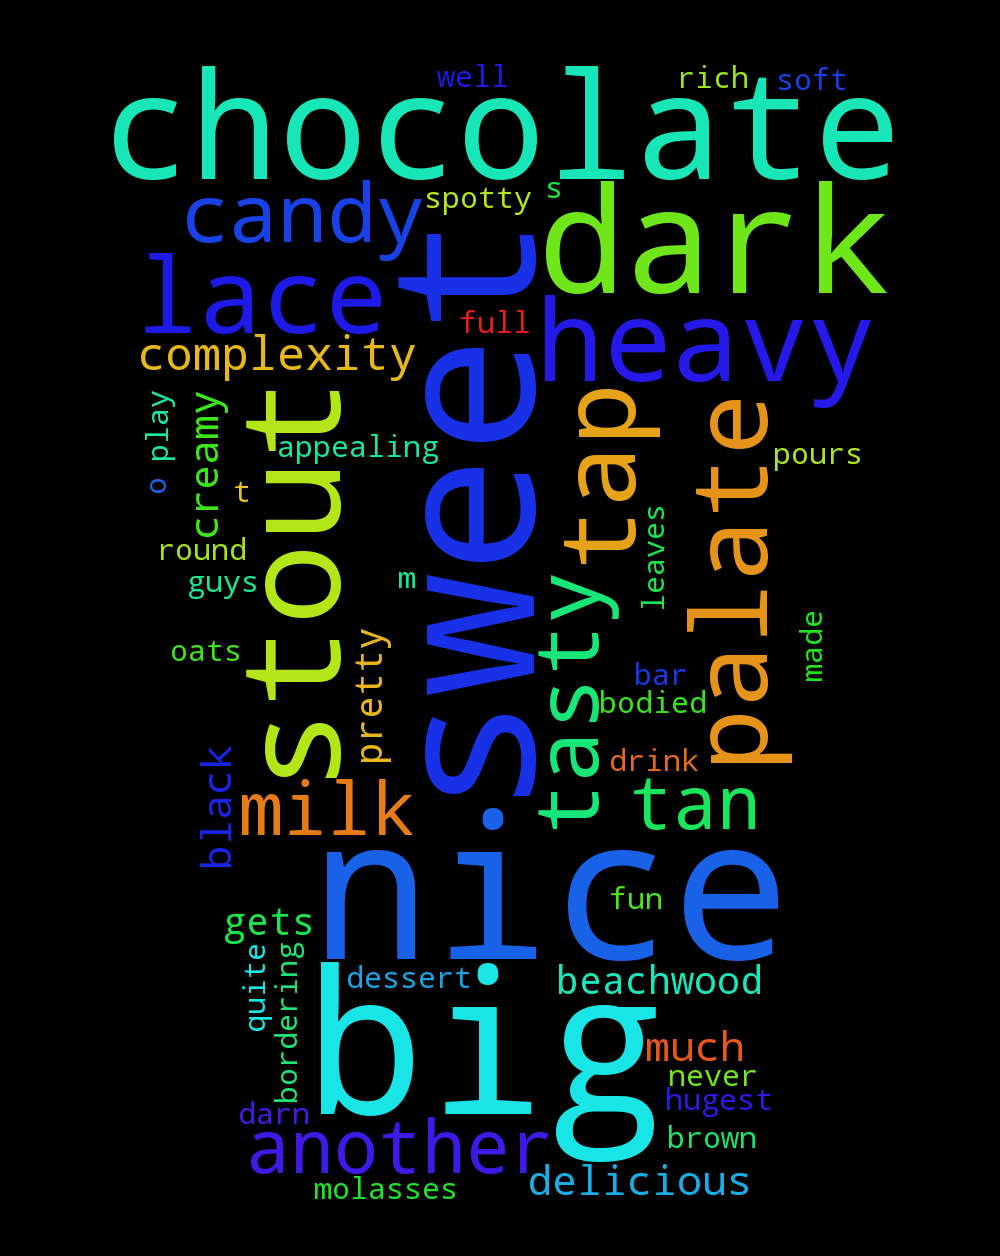 well
rich
soft
chocolate
candy
spotty
s
dark
sweet
lace
full
heavy
complexity
play
creamy
stout
appealing
tap
palate
pours
o
t
leaves
round
guys
m
tasty
made
oats
pretty
bar
bodied
black
drink
milk
tan
nice
fun
gets
quite
bordering
dessert
big
beachwood
much
never
hugest
darn
another
brown
molasses
delicious